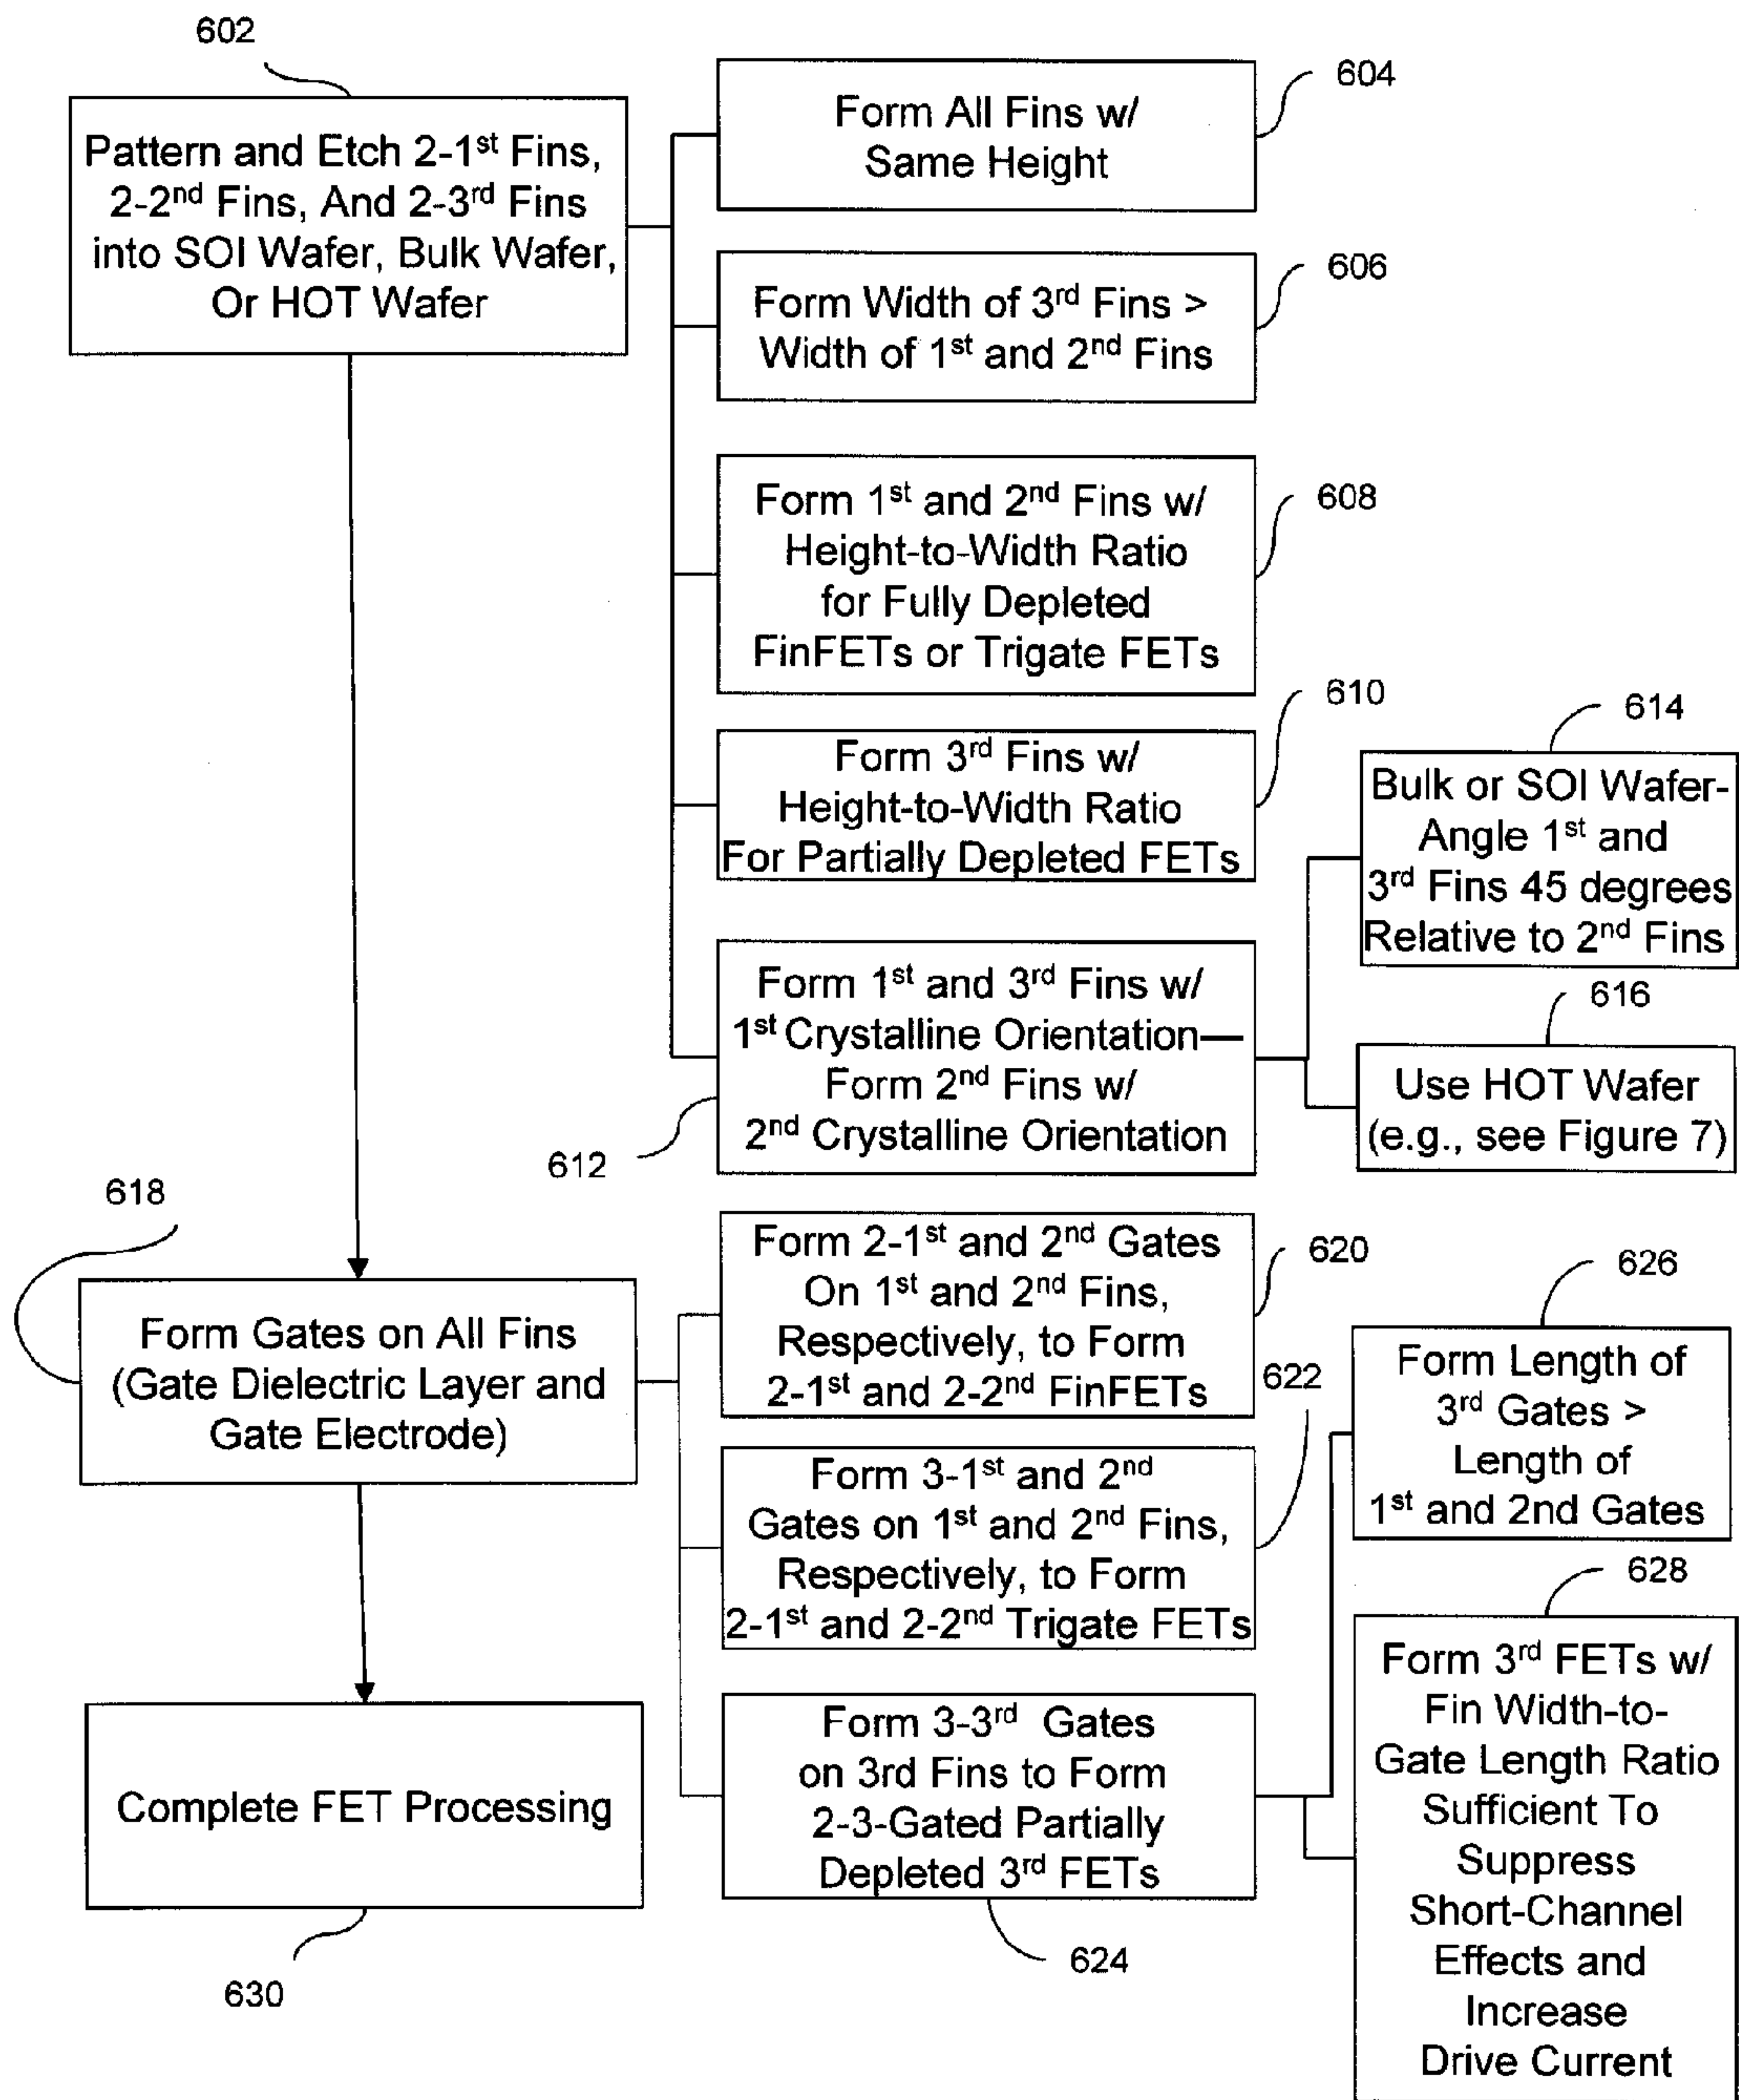 602
Pattern and Etch 2-1st Fins,
2-2nd Fins, And 2-3rd Fins
into SOI Wafer, Bulk Wafer,
Or HOT Wafer
604
Form All Fins w/
Same Height
606
Form Width of 3rd Fins >
Width of 1st and 2nd Fins
608
Form 1st and 2nd Fins w/
Height-to-Width Ratio
for Fully Depleted
FinFETs or Trigate FETs
610
Form 3rd Fins w/
Height-to-Width Ratio
For Partially Depleted FETs
612
Form 1st and 3rd Fins w/
1st Crystalline Orientation—
Form 2nd Fins w/
2nd Crystalline Orientation
614
Bulk or SOI Wafer-
Angle 1st and
3rd Fins 45 degrees
Relative to 2nd Fins
616
Use HOT Wafer
(e.g., see Figure 7)
618
Form Gates on All Fins
(Gate Dielectric Layer and
Gate Electrode)
620
Form 2-1st and 2nd Gates
On 1st and 2nd Fins,
Respectively, to Form
2-1st and 2-2nd FinFETs
622
Form 3-1st and 2nd
Gates on 1st and 2nd Fins,
Respectively, to Form
2-1st and 2-2nd Trigate FETs
624
Form 3-3rd Gates
on 3rd Fins to Form
2-3-Gated Partially
Depleted 3rd FETs
626
Form Length of
3rd Gates >
Length of
1st and 2nd Gates
628
Form 3rd FETs w/
Fin Width-to-
Gate Length Ratio
Sufficient To
Suppress
Short-Channel
Effects and
Increase
Drive Current
Complete FET Processing
630